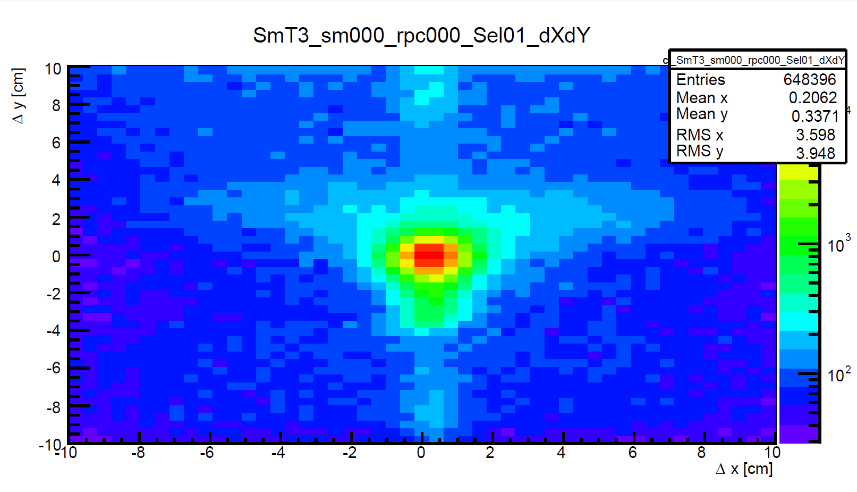 SmT3_sm000_rpc000_Sel01_dXdY
c_SmT3_sm000_rpc000_Sel01_dXdY
Entries 648396
Mean x 0.2062
Mean y 0.3371
RMS x 3.598
RMS y 3.948
Δ y [cm]
10
8
6
4
2
0
-2
-4
-6
-8
-10
-10 -8 -6 -4 -2 0 2 4 6 8 10
Δ x [cm]
4
10³
10²